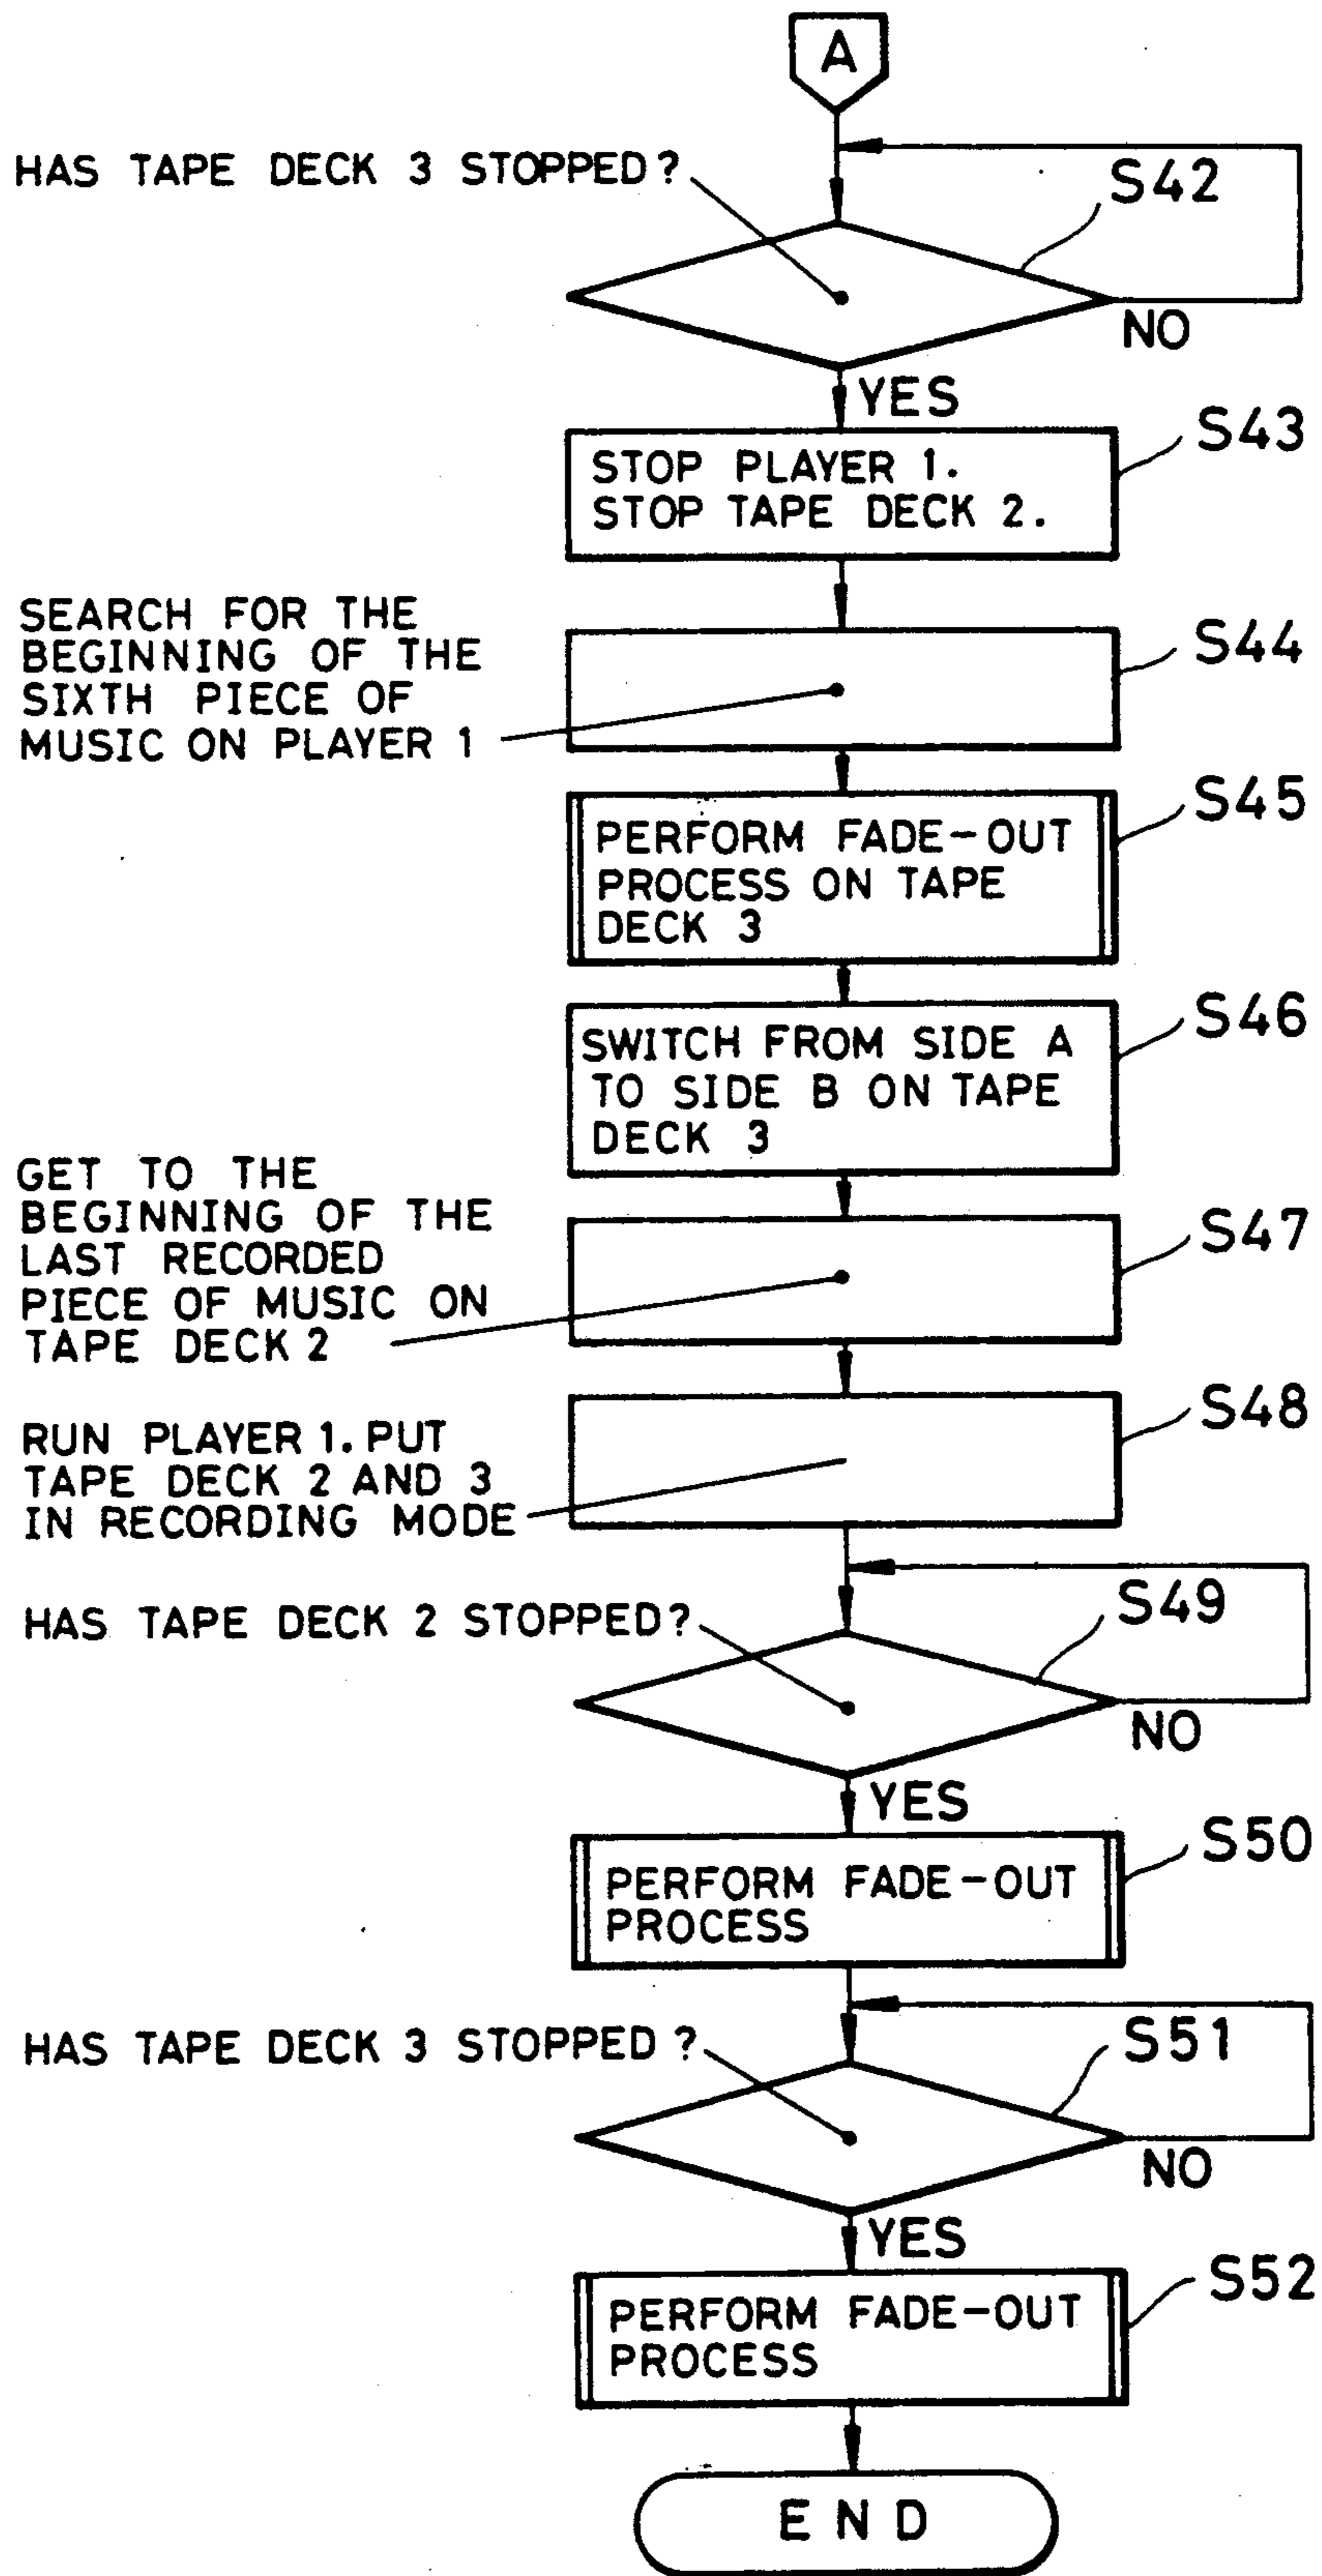 A
HAS TAPE DECK 3 STOPPED?
S42
NO
YES
S43
STOP PLAYER 1.
STOP TAPE DECK 2.
SEARCH FOR THE
BEGINNING OF THE
SIXTH PIECE OF
MUSIC ON PLAYER 1
S44
S45
PERFORM FADE-OUT
PROCESS ON TAPE
DECK 3
S46
SWITCH FROM SIDE A
TO SIDE B ON TAPE
DECK 3
GET TO THE
BEGINNING OF THE
LAST RECORDED
PIECE OF MUSIC ON
TAPE DECK 2
S47
S48
RUN PLAYER 1. PUT
TAPE DECK 2 AND 3
IN RECORDING MODE
HAS TAPE DECK 2 STOPPED?
S49
NO
YES
S50
PERFORM FADE-OUT
PROCESS
HAS TAPE DECK 3 STOPPED ?
S51
NO
YES
S52
PERFORM FADE-OUT
PROCESS
END